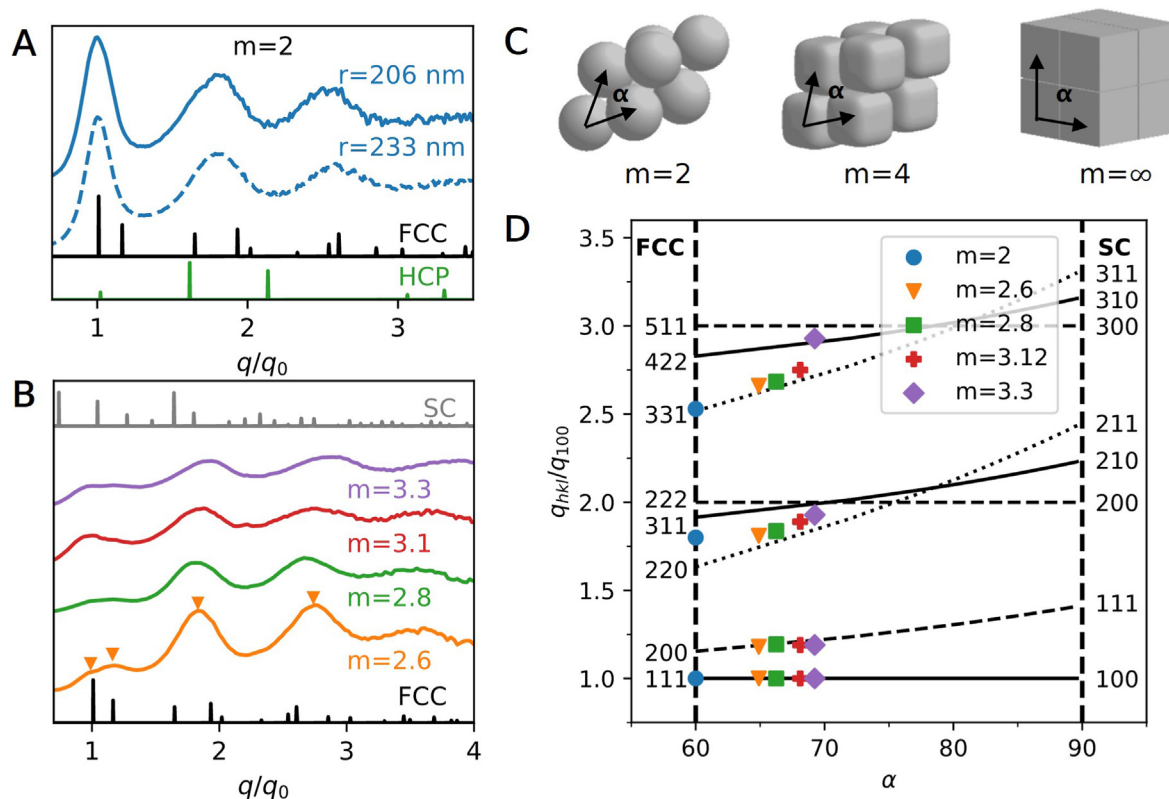 A
m=2
r=206 nm
r=233 nm
FCC
HCP
1 2 3
q/q0
B
SC
m=3.3
m=3.1
m=2.8
m=2.6
FCC
1 2 3 4
q/q0
C
α α α
m=2 m=4 m=∞
D
FCC SC
m=2
m=2.6
m=2.8
m=3.12
m=3.3
3.5
3.0
2.5
2.0
1.5
1.0
qhkl/q100
511
422
331
222
311
220
200
111
311
310
300
211
210
200
111
100
60 70 80 90
α